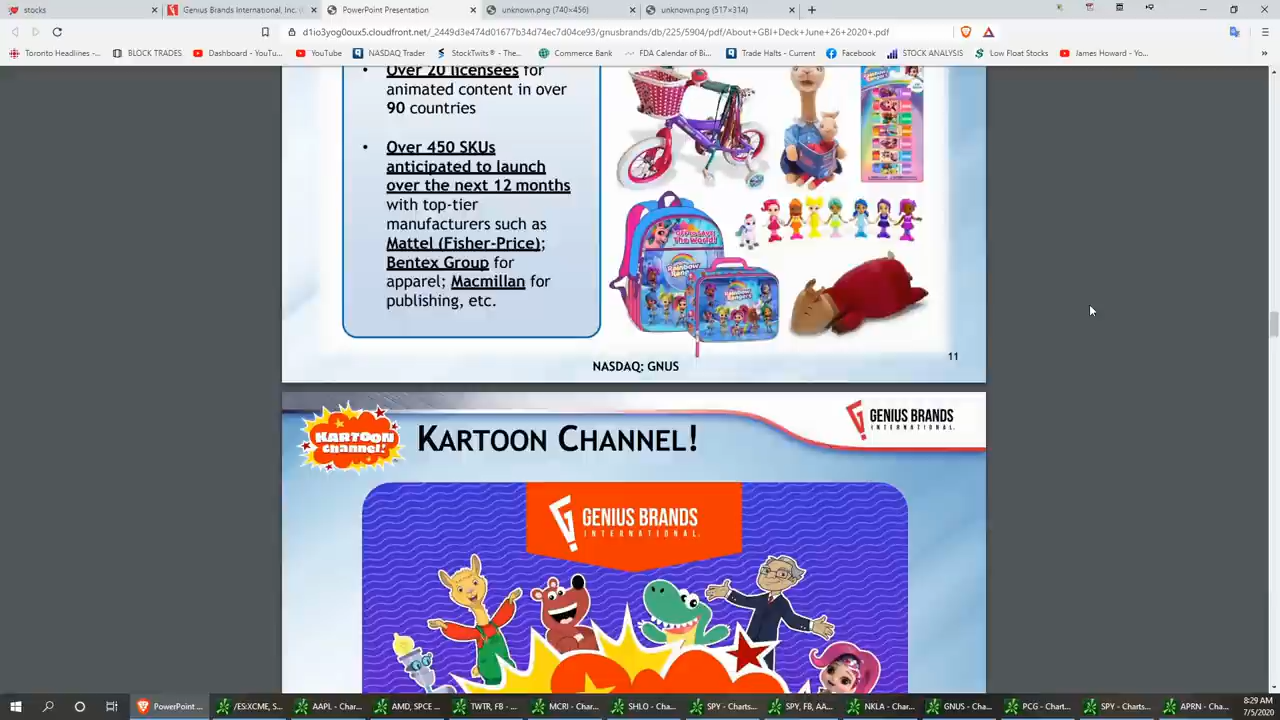 stocks
Genius Brands International, Inc. (
PowerPoint Presentation
unknown.png (740×456)
unknown.png (517×314)
d1io3yog0oux5.cloudfront.net/_2449d3e474d01677b34d74ec7d04ce93/gnusbrands/db/225/5904/pdf/About+GBI+Deck+June+26+2020+.pdf
Toronto Headlines -...
BLOCK TRADES
Dashboard - YouTu...
YouTube
NASDAQ Trader
StockTwits® - The...
Commerce Bank
FDA Calendar of Bi...
Trade Halts - Current
Facebook
STOCK ANALYSIS
Low Float Stocks
James Howard - Yo...
Over 20 licensees for
animated content in over
90 countries
• Over 450 SKUs
anticipated to launch
over the next 12 months
with top-tier
manufacturers such as
Mattel (Fisher-Price);
Bentex Group for
apparel; Macmillan for
publishing, etc.
11
NASDAQ: GNUS
KARTOON channel!
KARTOON CHANNEL!
GENIUS BRANDS
INTERNATIONAL
GENIUS BRANDS
INTERNATIONAL
PowerPoint ...
/ES:XCME, S...
AAPL - Char...
AMD, SPCE ...
TWTR, FB - ...
MCRI - Char...
SHLO - Char...
SPY - Charts...
SPY, FB, AA...
NKLA - Char...
GNUS - Char...
PCG - Chart...
SPY - Chart...
APRN - Char...
8:29 AM
7/5/2020